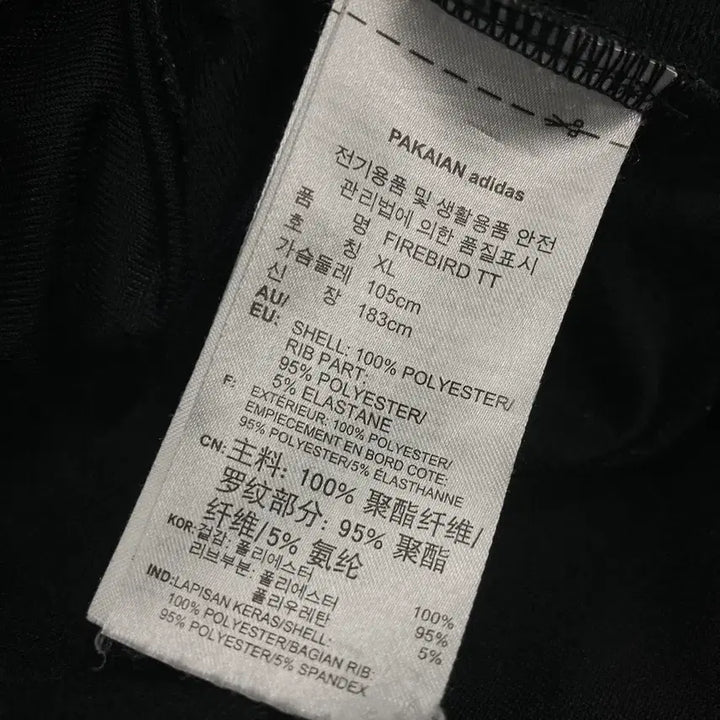 PAKAIAN adidas
전기용품 및 생활용품 안전
관리법에 의한 품질표시
품 명 FIREBIRD TT
호 칭 XL
가슴둘레 105cm
신 장 183cm
AU/
EU: SHELL: 100% POLYESTER/
RIB PART:
95% POLYESTER/
5% ELASTANE
F: EXTÉRIEUR: 100% POLYESTER/
EMPIECEMENT EN BORD COTE:
95% POLYESTER/5% ÉLASTHANNE
CN: 主料: 100% 聚酯纤维/
罗纹部分: 95% 聚酯
纤维/5% 氨纶
KOR: 겉감: 폴리에스터 100%
리브부분: 폴리에스터 95%
폴리우레탄 5%
IND: LAPISAN KERAS/SHELL:
100% POLYESTER/BAGIAN RIB:
95% POLYESTER/5% SPANDEX